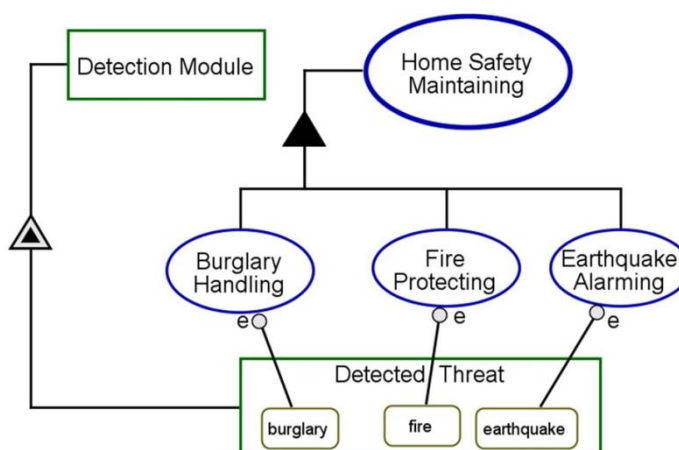 Detection Module
Home Safety
Maintaining
Burglary
Handling
Fire
Protecting
Earthquake
Alarming
e
e
e
Detected Threat
burglary
fire
earthquake